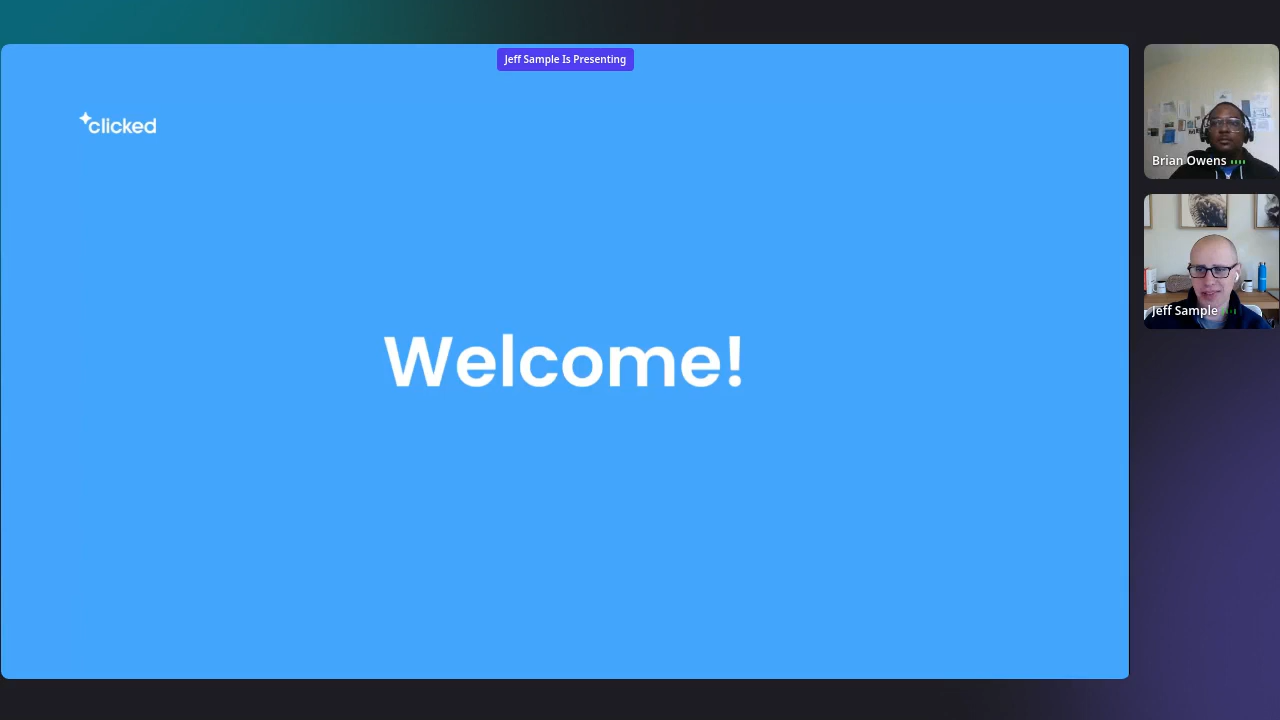 Jeff Sample Is Presenting
clicked
Welcome!
Brian Owens
Jeff Sample